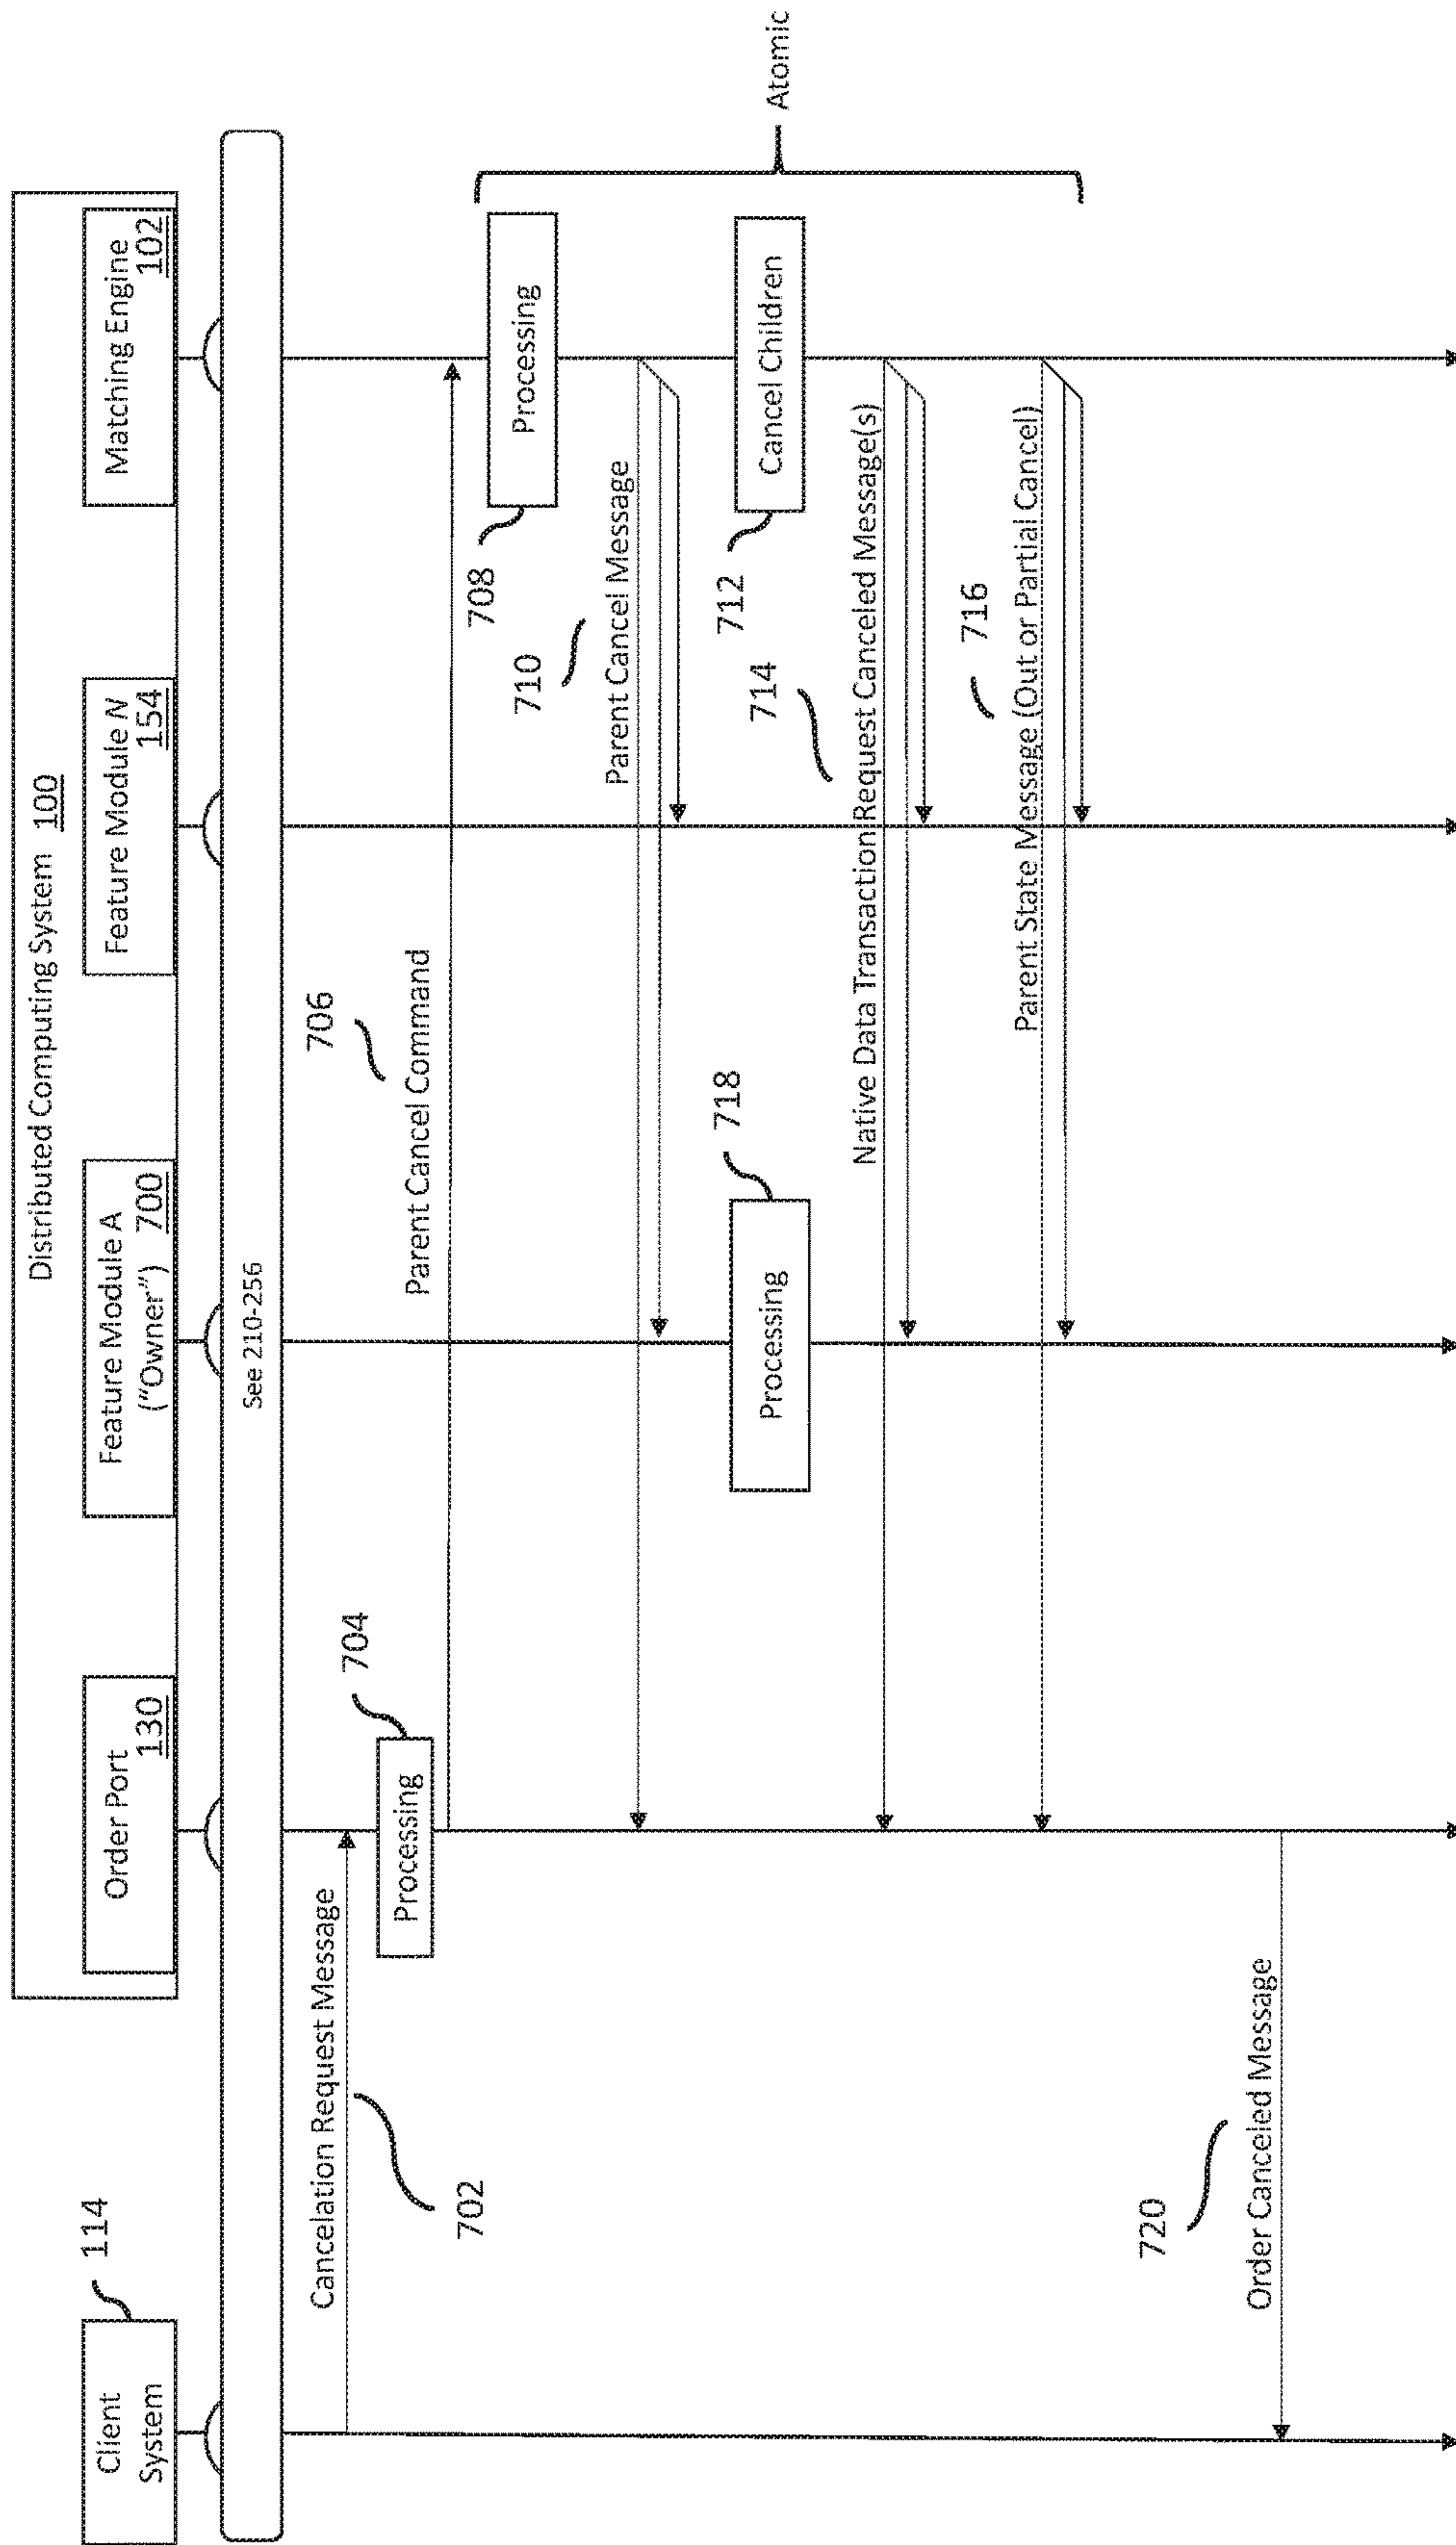 Distributed Computing System 100
Client
System
114
Order Port
130
Feature Module A
("Owner") 700
Feature Module N
154
Matching Engine
102
See 210-256
Cancelation Request Message
702
Processing
704
Parent Cancel Command
706
Processing
708
Parent Cancel Message
710
Cancel Children
712
Processing
718
Native Data Transaction Request Canceled Message(s)
714
Parent State Message (Out or Partial Cancel)
716
Atomic
Order Canceled Message
720